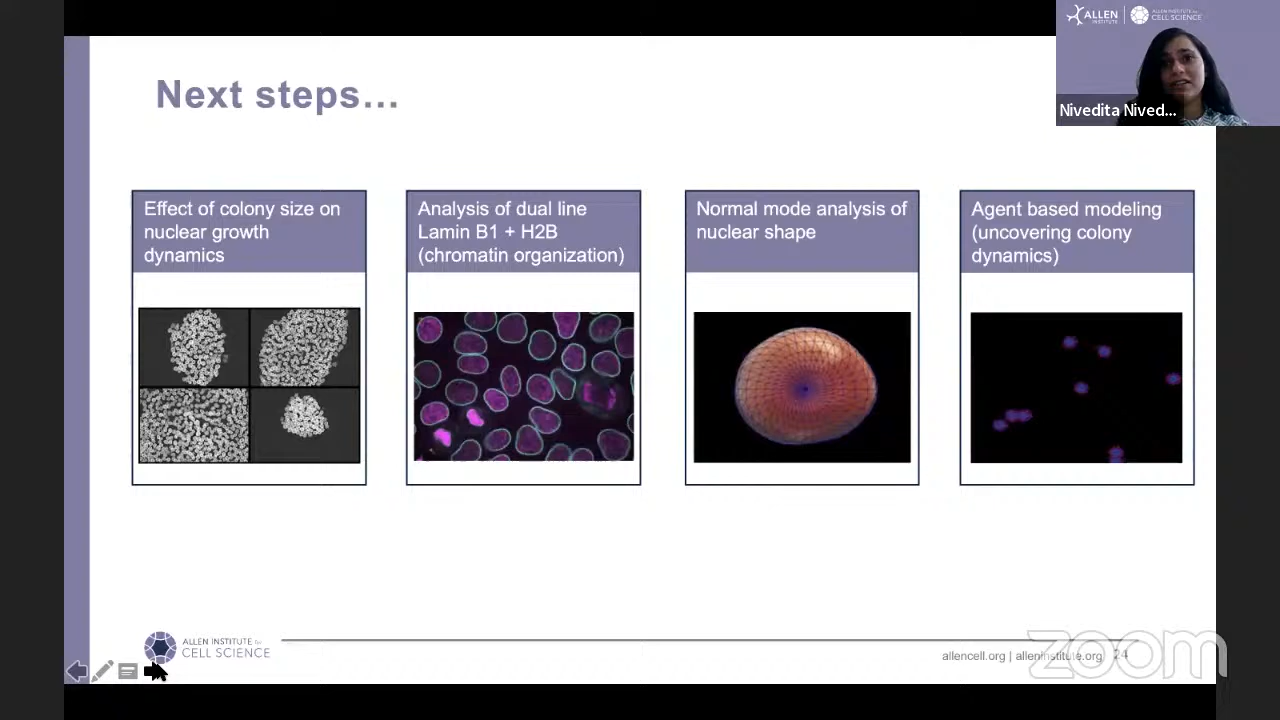 ALLEN INSTITUTE
ALLEN INSTITUTE for CELL SCIENCE
Nivedita Nived...
Next steps...
Effect of colony size on
nuclear growth
dynamics
Analysis of dual line
Lamin B1 + H2B
(chromatin organization)
Normal mode analysis of
nuclear shape
Agent based modeling
(uncovering colony
dynamics)
ALLEN INSTITUTE for
CELL SCIENCE
allencell.org | alleninstitute.org
24
zoom